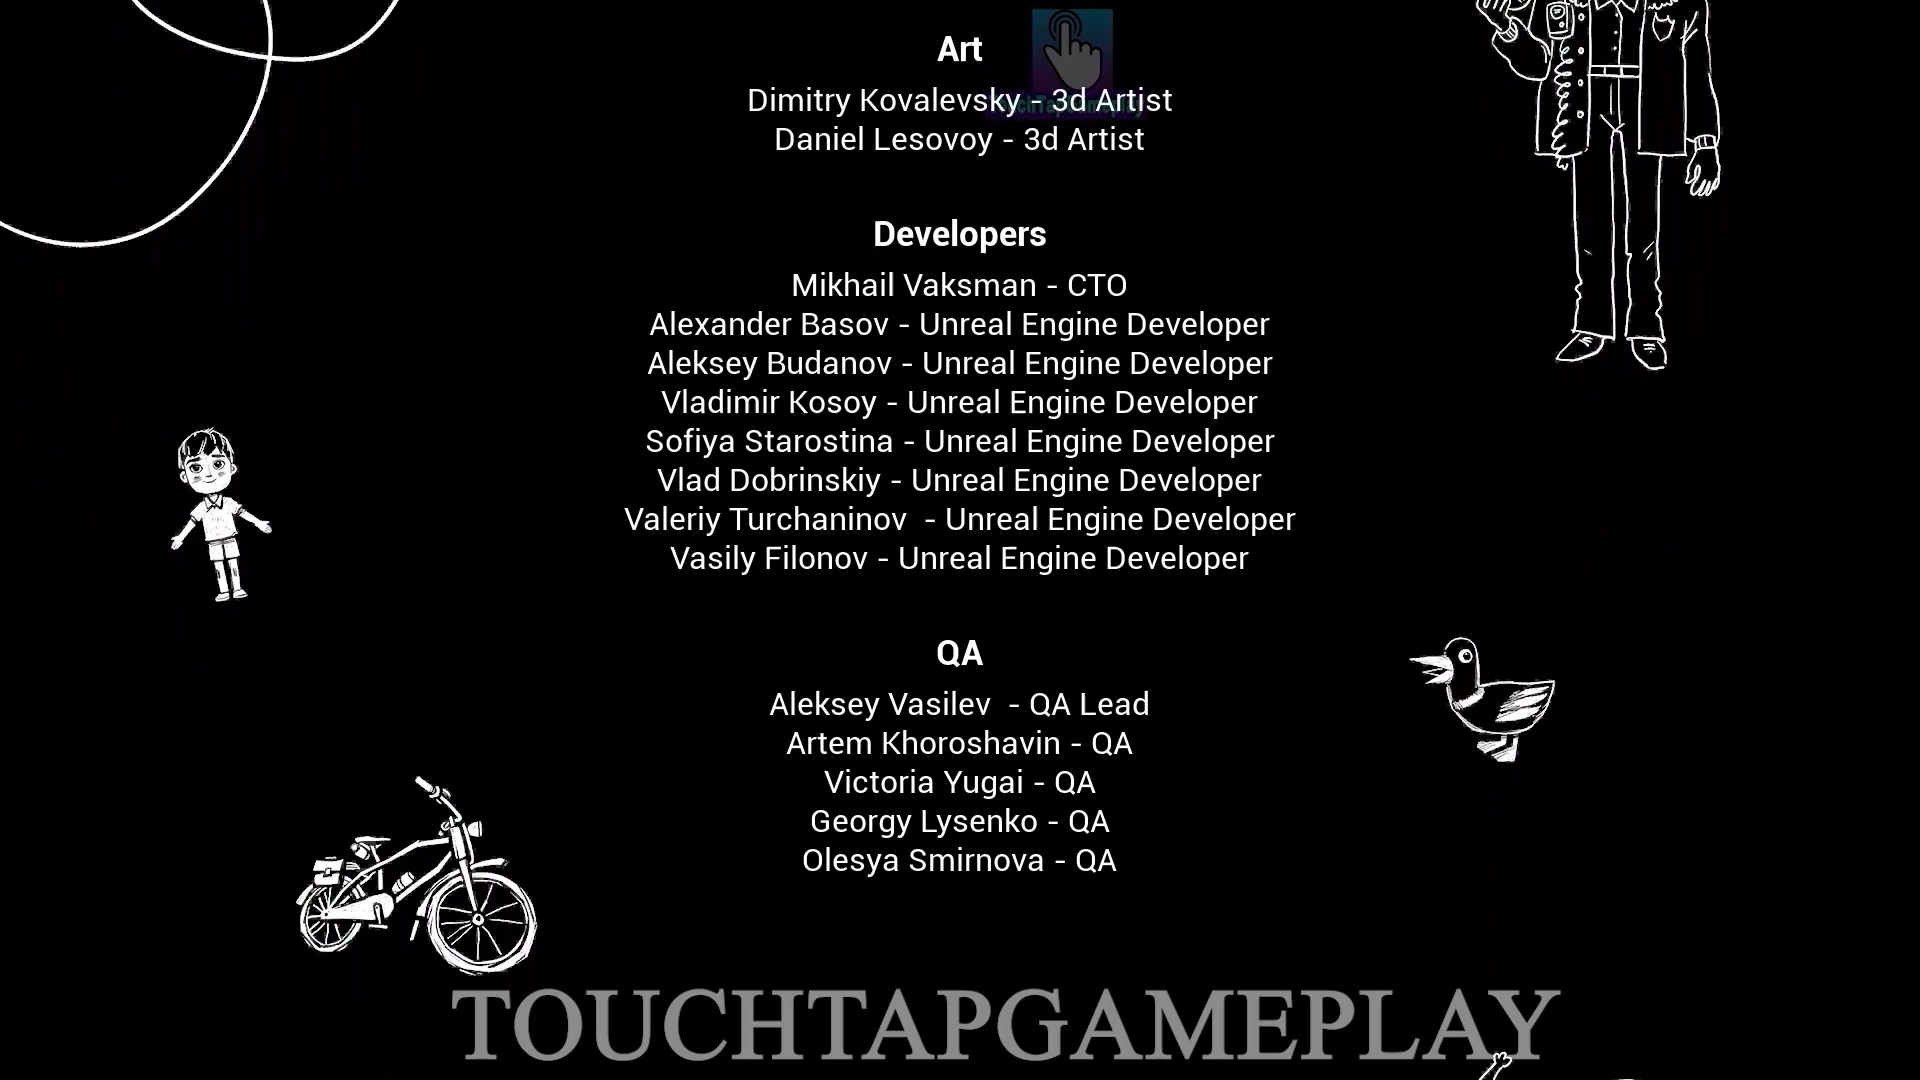 Art
Dimitry Kovalevsky - 3d Artist
TouchTapGameplay
Daniel Lesovoy - 3d Artist
Developers
Mikhail Vaksman - CTO
Alexander Basov - Unreal Engine Developer
Aleksey Budanov - Unreal Engine Developer
Vladimir Kosoy - Unreal Engine Developer
Sofiya Starostina - Unreal Engine Developer
Vlad Dobrinskiy - Unreal Engine Developer
Valeriy Turchaninov  - Unreal Engine Developer
Vasily Filonov - Unreal Engine Developer
QA
Aleksey Vasilev  - QA Lead
Artem Khoroshavin - QA
Victoria Yugai - QA
Georgy Lysenko - QA
Olesya Smirnova - QA
TOUCHTAPGAMEPLAY